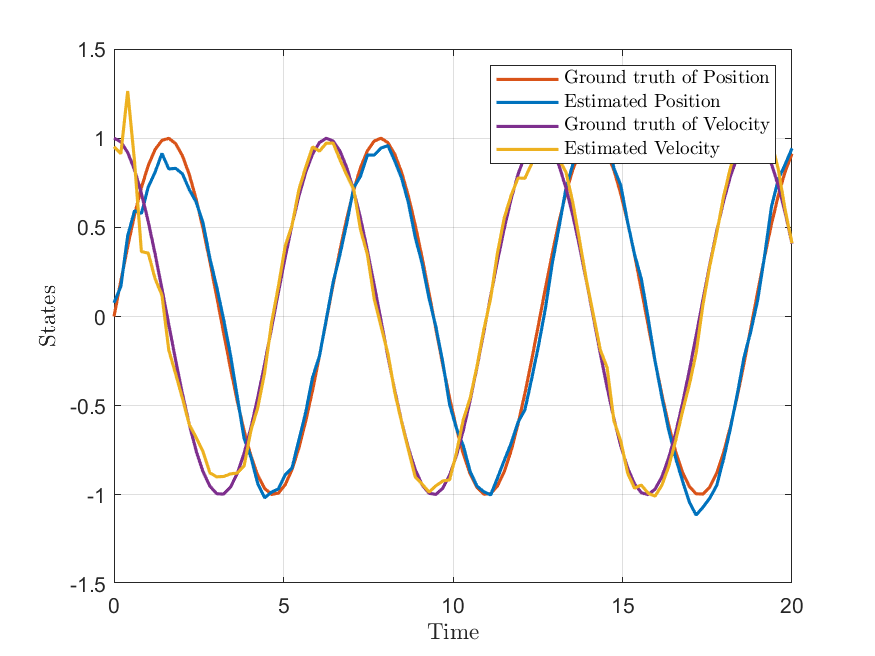 1.5
Ground truth of Position
Estimated Position
Ground truth of Velocity
Estimated Velocity
1
0.5
0
-0.5
-1
-1.5
States
0 5 10 15 20
Time